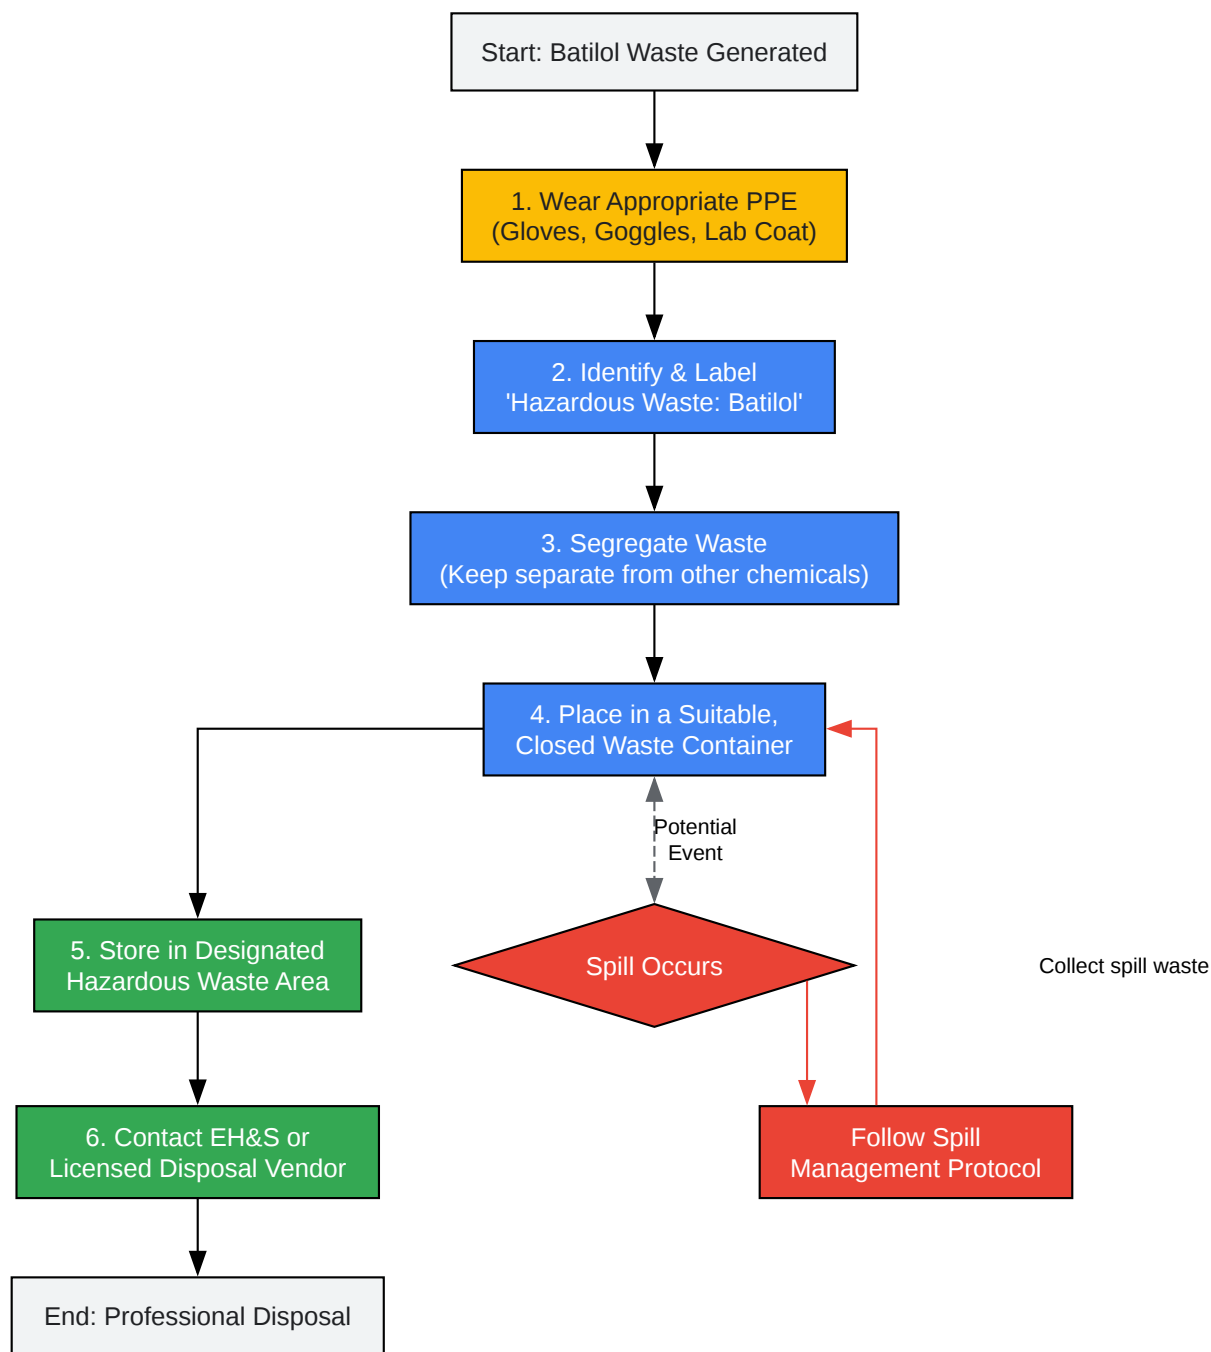 Start: Batilol Waste Generated
1. Wear Appropriate PPE
(Gloves, Goggles, Lab Coat)
2. Identify & Label
'Hazardous Waste: Batilol'
3. Segregate Waste
(Keep separate from other chemicals)
4. Place in a Suitable,
Closed Waste Container
Potential
Event
5. Store in Designated
Hazardous Waste Area
Spill Occurs
Collect spill waste
6. Contact EH&S or
Licensed Disposal Vendor
Follow Spill
Management Protocol
End: Professional Disposal